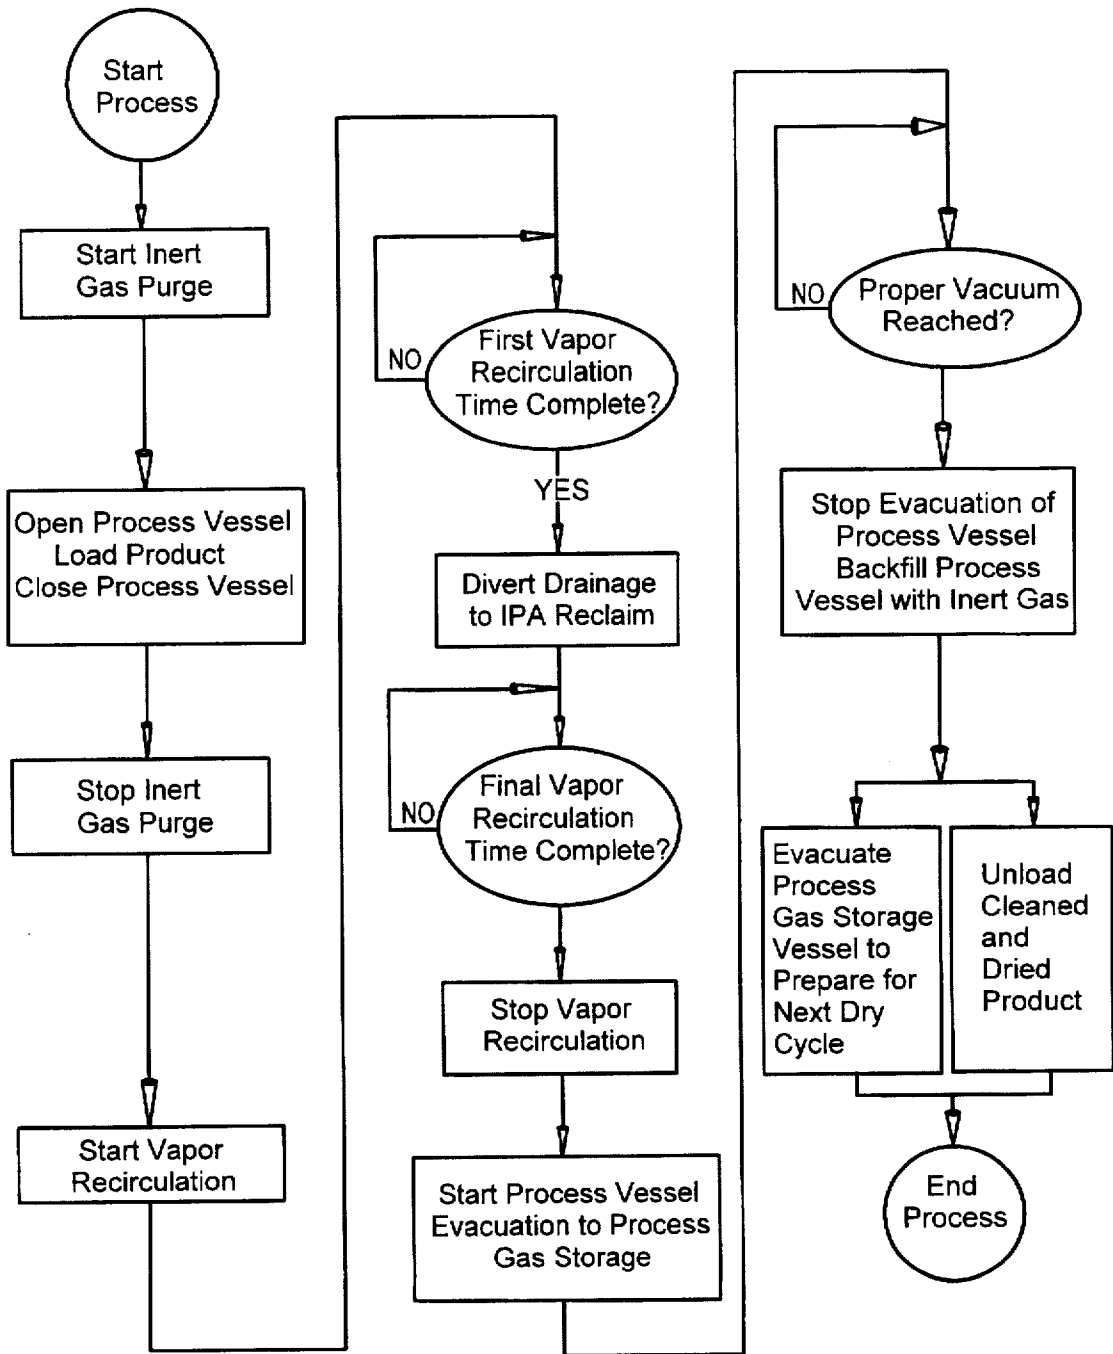 Start
Process
Start Inert
Gas Purge
Open Process Vessel
Load Product
Close Process Vessel
Stop Inert
Gas Purge
Start Vapor
Recirculation
First Vapor
Recirculation
Time Complete?
NO
YES
Divert Drainage
to IPA Reclaim
Final Vapor
Recirculation
Time Complete?
NO
Stop Vapor
Recirculation
Start Process Vessel
Evacuation to Process
Gas Storage
Proper Vacuum
Reached?
NO
Stop Evacuation of
Process Vessel
Backfill Process
Vessel with Inert Gas
Evacuate
Process
Gas Storage
Vessel to
Prepare for
Next Dry
Cycle
Unload
Cleaned
and
Dried
Product
End
Process